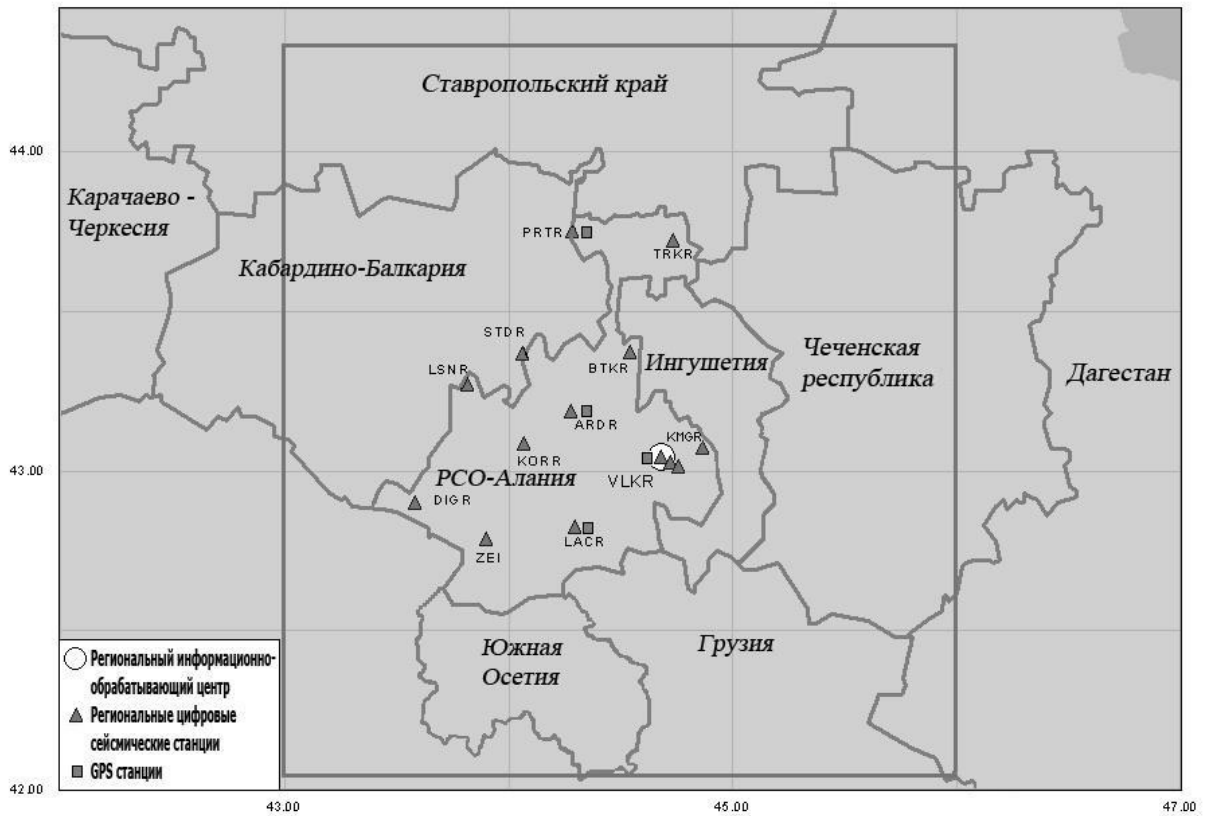 Ставропольский край
44.00
Карачаево -
Черкесия
PRTR
TRKR
Кабардино-Балкария
STDR
LSNR
BTKR
Ингушетия
Чеченская
республика
Дагестан
ARDR
KMGR
KORR
43.00
РСО-Алания
VLKR
DIGR
LACR
ZEI
Южная
Осетия
Грузия
Региональный информационно-
обрабатывающий центр
Региональные цифровые
сейсмические станции
GPS станции
42.00
43.00
45.00
47.00